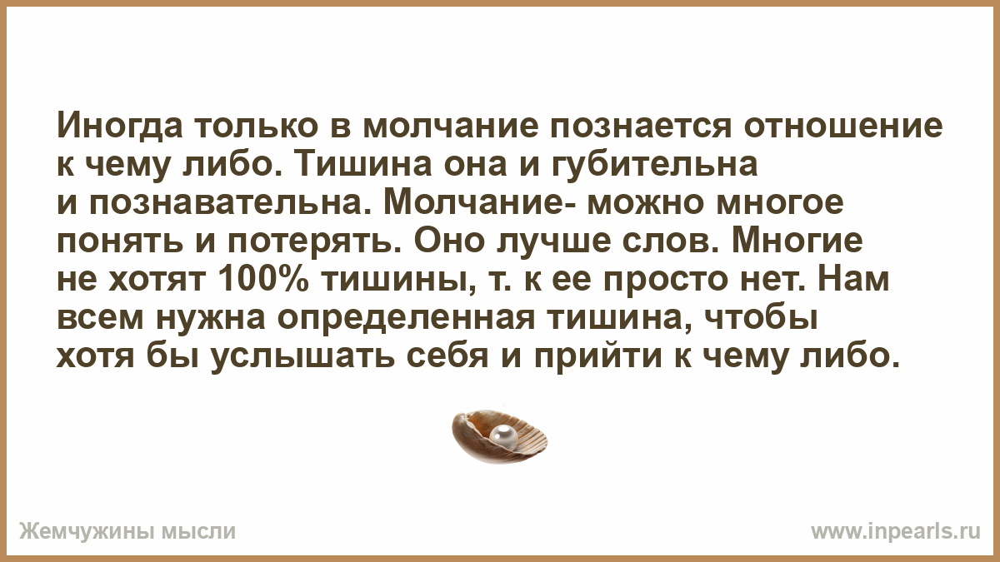 Иногда только в молчание познается отношение
к чему либо. Тишина она и губительна
и познавательна. Молчание- можно многое
понять и потерять. Оно лучше слов. Многие
не хотят 100% тишины, т. к ее просто нет. Нам
всем нужна определенная тишина, чтобы
хотя бы услышать себя и прийти к чему либо.
Жемчужины мысли
www.inpearls.ru